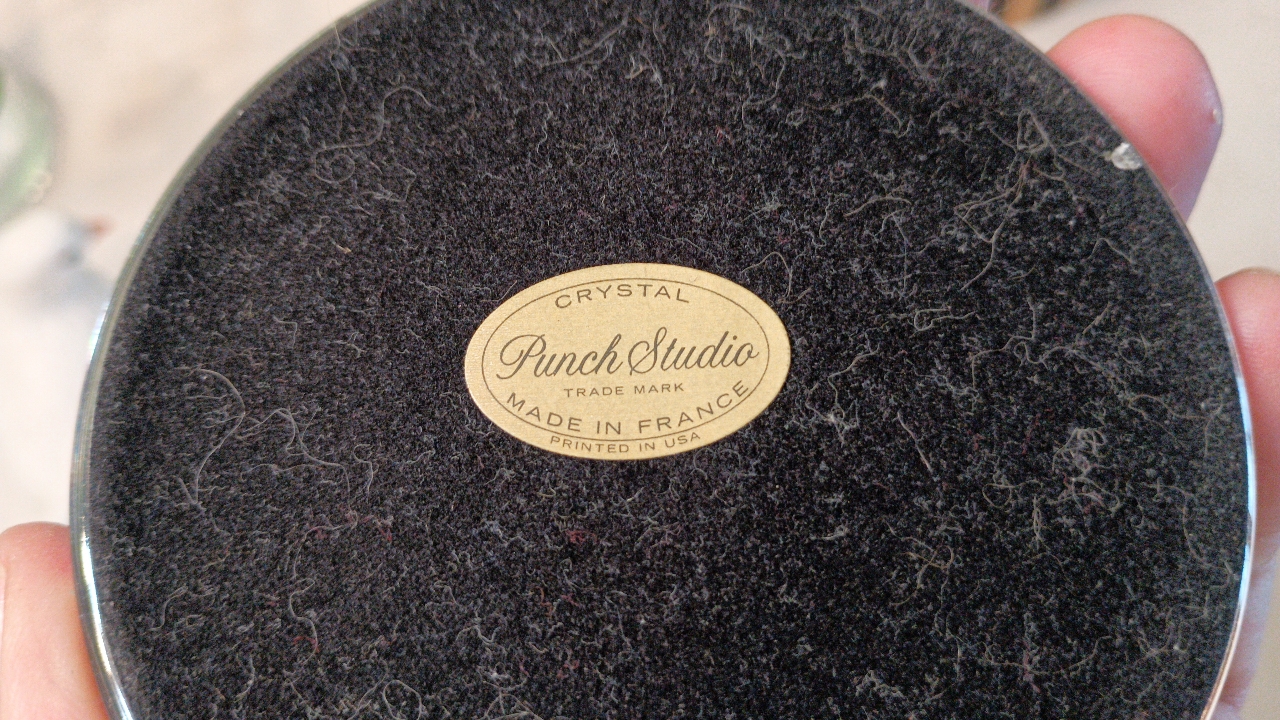 CRYSTAL
Punch Studio
TRADE MARK
MADE IN FRANCE
PRINTED IN USA